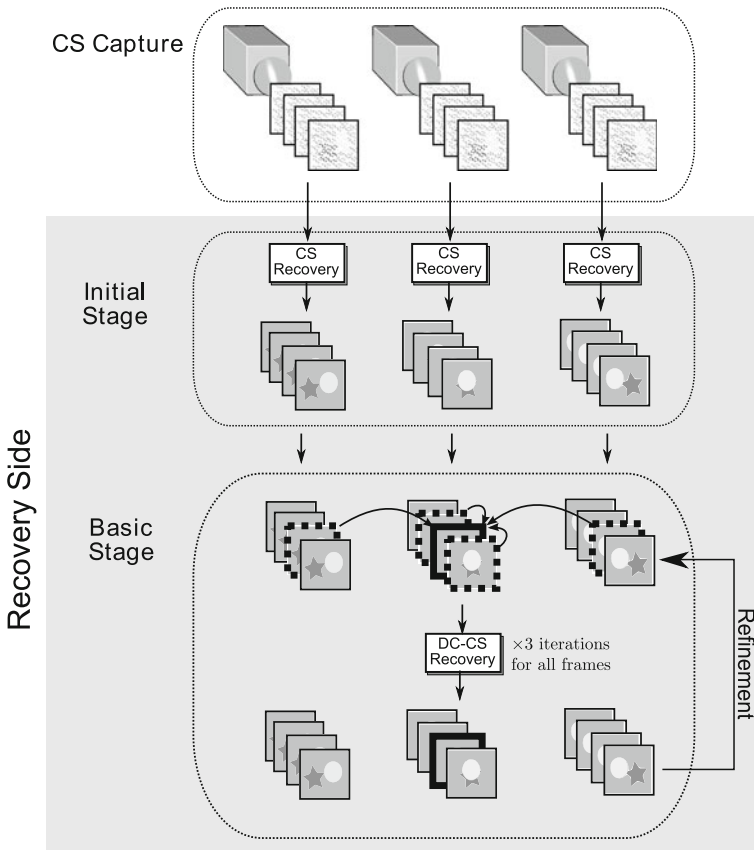 CS Capture
CS
Recovery
CS
Recovery
CS
Recovery
Initial
Stage
Recovery Side
Basic
Stage
DC-CS
Recovery
×3 iterations
for all frames
Refinement